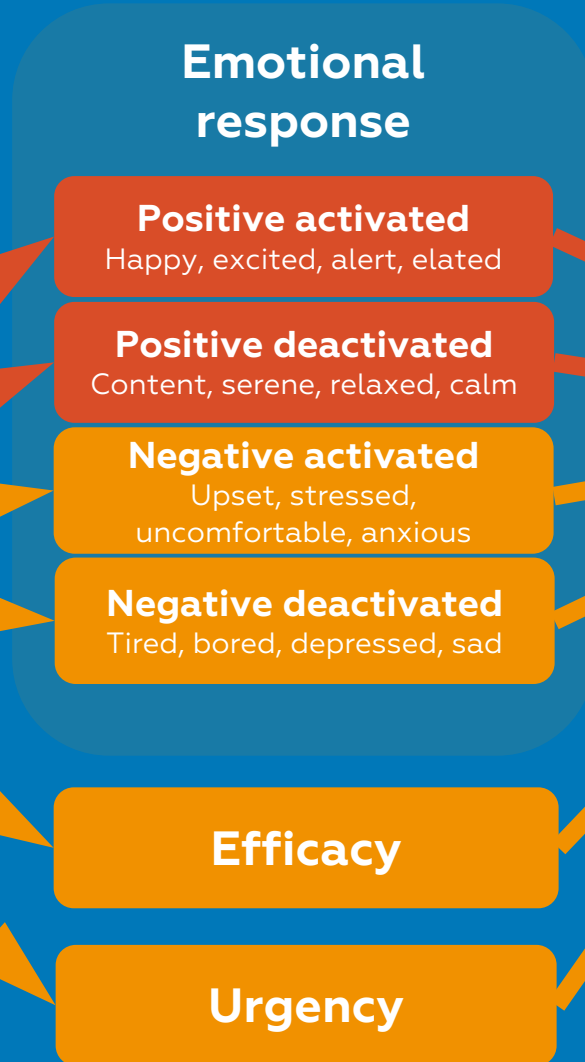 Emotional
response
Positive activated
Happy, excited, alert, elated
Positive deactivated
Content, serene, relaxed, calm
Negative activated
Upset, stressed,
uncomfortable, anxious
Negative deactivated
Tired, bored, depressed, sad
Efficacy
Urgency